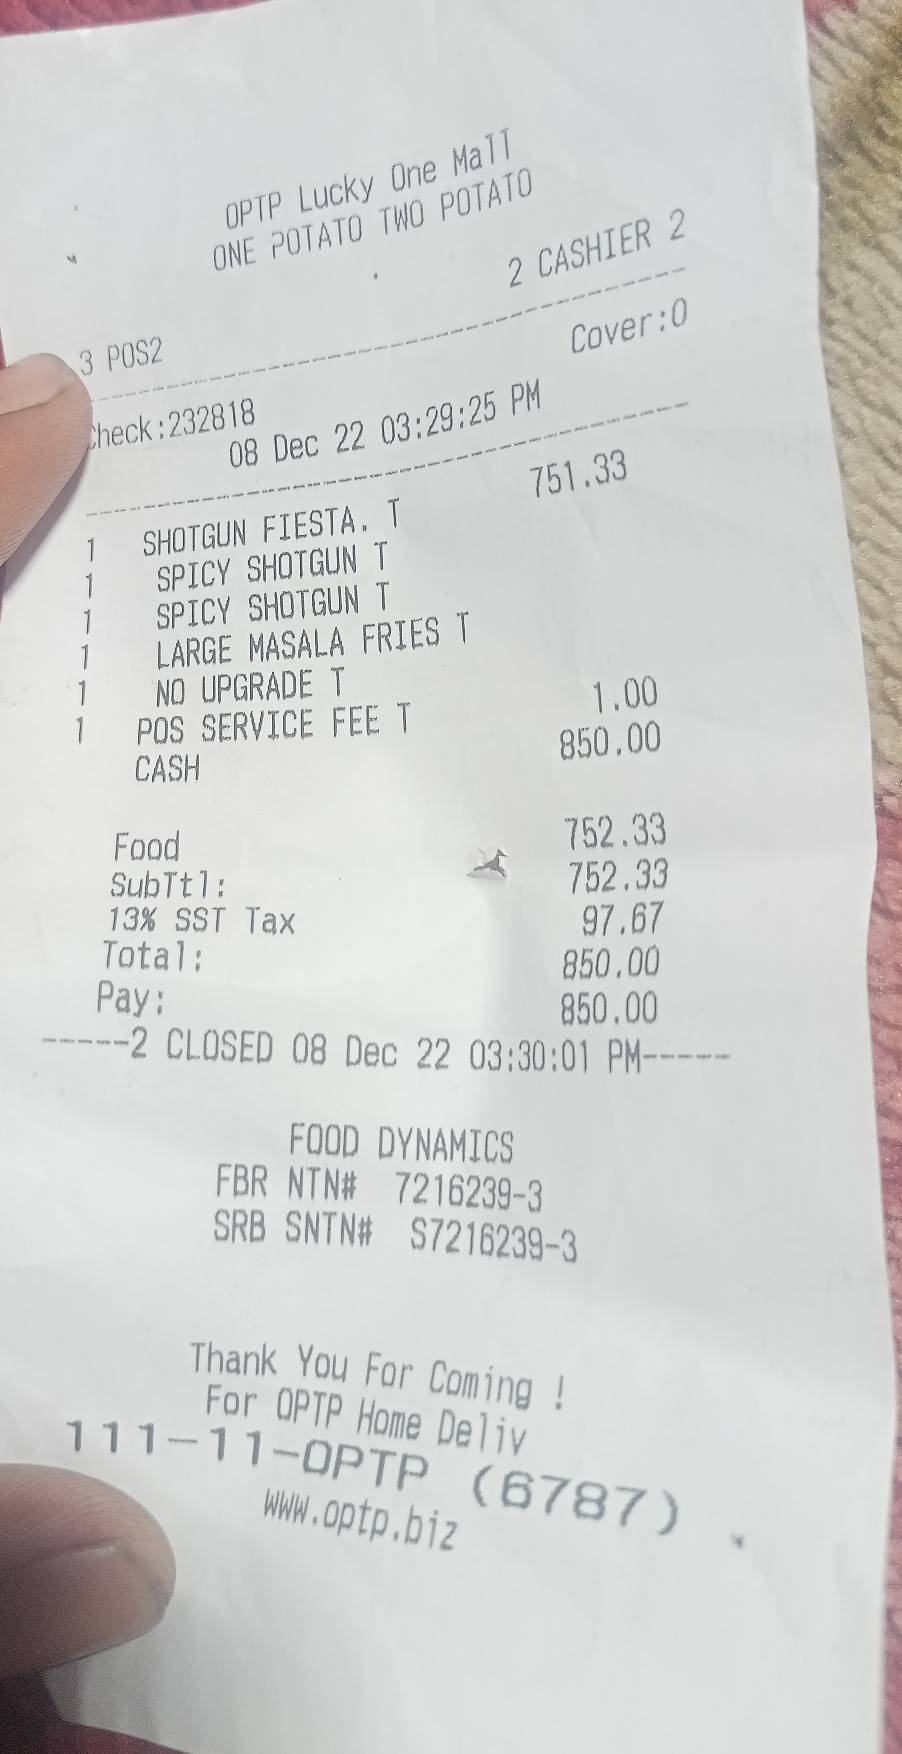 OPTP Lucky One Mall
ONE POTATO TWO POTATO
2 CASHIER 2
3 POS2
Cover:0
Check:232818
08 Dec 22 03:29:25 PM
1 SHOTGUN FIESTA. T 751.33
1 SPICY SHOTGUN T
1 SPICY SHOTGUN T
1 LARGE MASALA FRIES T
1 NO UPGRADE T
1 POS SERVICE FEE T 1.00
CASH 850.00
Food 752.33
SubTtl: 752.33
13% SST Tax 97.67
Total: 850.00
Pay: 850.00
-----2 CLOSED 08 Dec 22 03:30:01 PM-----
FOOD DYNAMICS
FBR NTN# 7216239-3
SRB SNTN# S7216239-3
Thank You For Coming !
For OPTP Home Deliv
111-11-OPTP (6787)
www.optp.biz